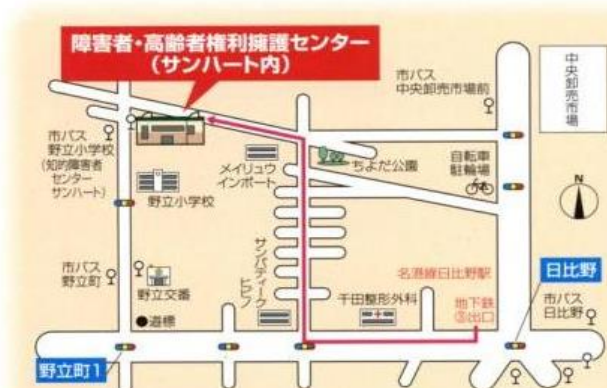 障害者・高齢者権利擁護センター
(サンハート内)
市バス
中央卸売市場前
中央卸売市場
市バス
野立小学校
(知的障害者
センター
サンハート)
メイリュウ
インポート
ちよだ公園
自転車
駐輪場
野立小学校
N
サンパティーク
ヒビノ
名港線日比野駅
日比野
市バス
野立町
野立交番
千田整形外科
地下鉄
③出口
市バス
日比野
●道標
野立町1